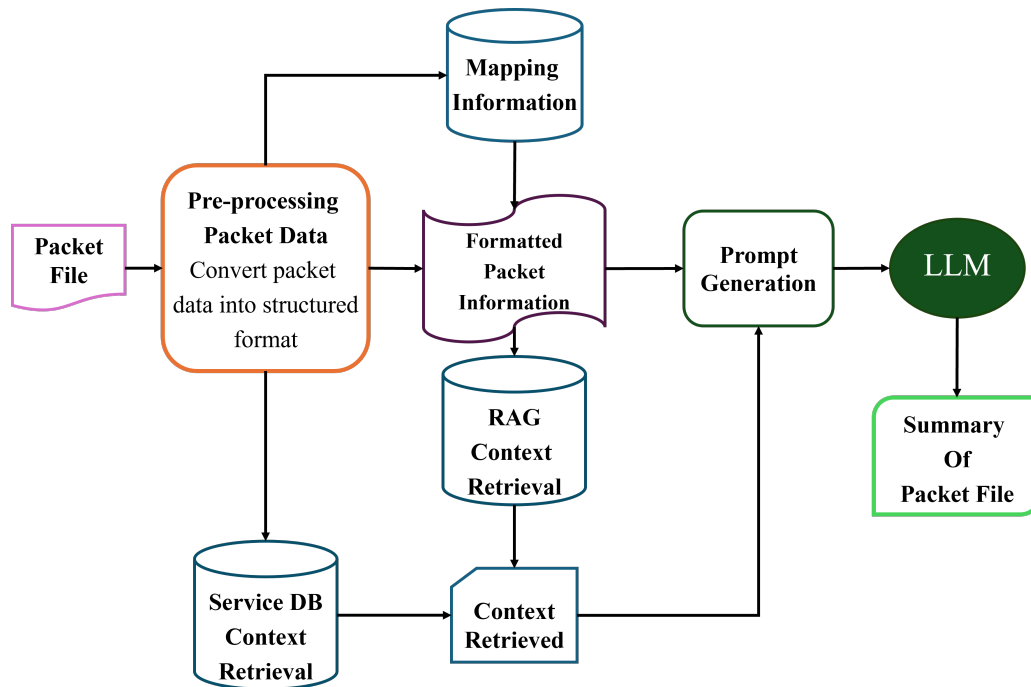 Mapping
Information
Packet
File
Pre-processing
Packet Data
Convert packet
data into structured
format
Formatted
Packet
Information
Prompt
Generation
LLM
RAG
Context
Retrieval
Summary
Of
Packet File
Service DB
Context
Retrieval
Context
Retrieved